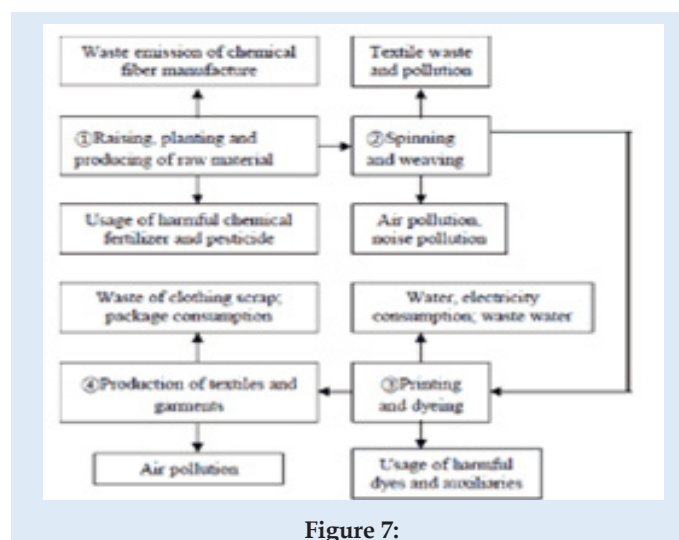 Waste emission of chemical
fiber manufacture
Textile waste
and pollution
①Raising, planting and
producing of raw material
②Spinning
and weaving
Usage of harmful chemical
fertilizer and pesticide
Air pollution,
noise pollution
Waste of clothing scrap;
package consumption
Water, electricity
consumption; waste water
④Production of textiles and
garments
③Printing
and dyeing
Air pollution
Usage of harmful
dyes and auxiliaries
Figure 7: